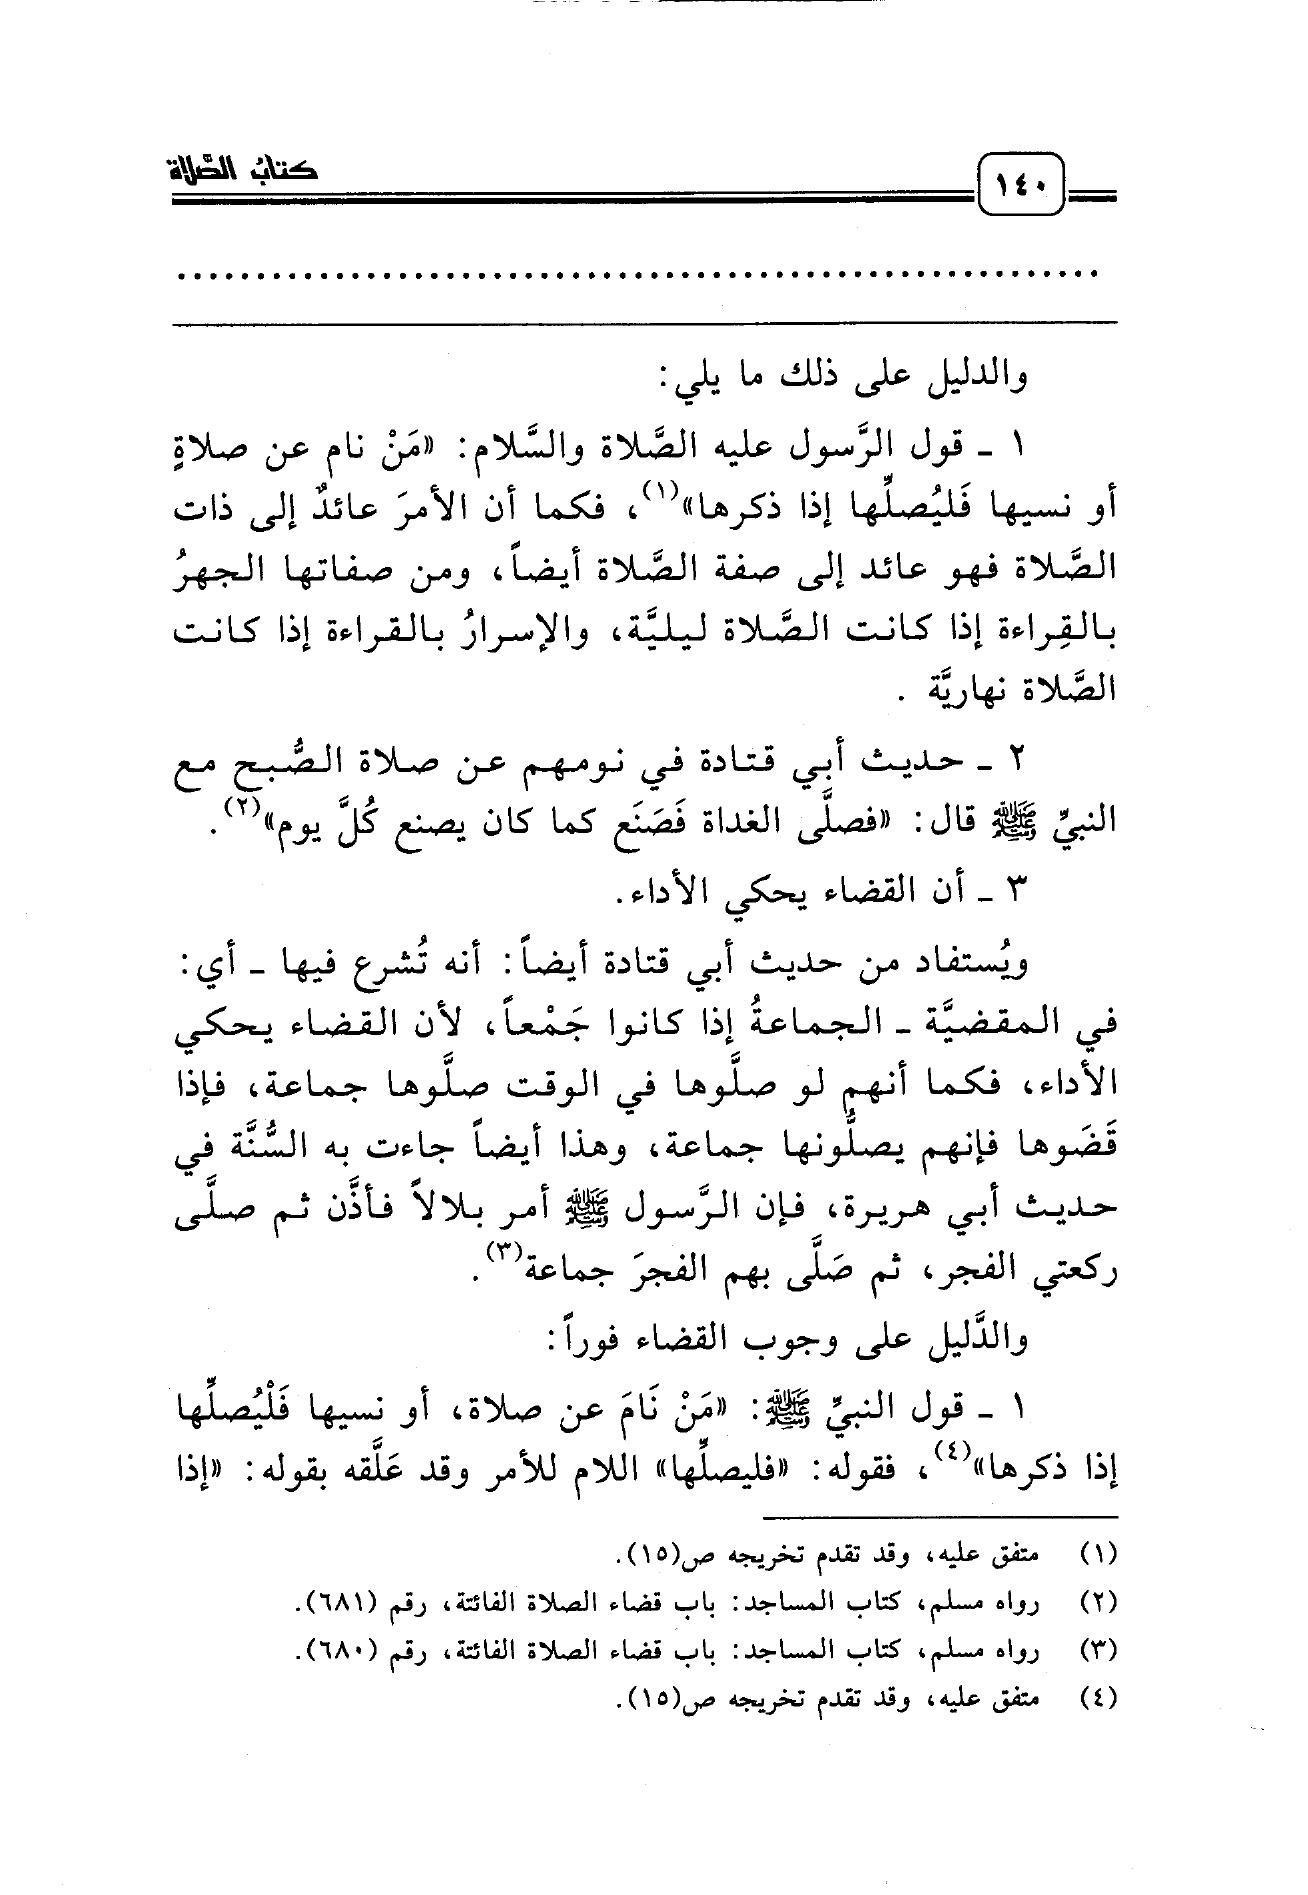 ١٤٠
كتابُ الصَّلاة
والدليل على ذلك ما يلي:
١ ـ قول الرَّسول عليه الصَّلاة والسَّلام: «مَنْ نام عن صلاةٍ
أو نسيها فَليُصلِّها إذا ذكرها»(١)، فكما أن الأمرَ عائدٌ إلى ذات
الصَّلاة فهو عائد إلى صفة الصَّلاة أيضاً، ومن صفاتها الجهرُ
بالقِراءة إذا كانت الصَّلاة ليليَّة، والإسرارُ بالقراءة إذا كانت
الصَّلاة نهاريَّة .
٢ ـ حديث أبي قتادة في نومهم عن صلاة الصُّبح مع
النبيِّ ﷺ قال: «فصلَّى الغداة فَصَنَع كما كان يصنع كُلَّ يوم»(٢).
٣ ـ أن القضاء يحكي الأداء.
ويُستفاد من حديث أبي قتادة أيضاً: أنه تُشرع فيها ـ أي:
في المقضيَّة ـ الجماعةُ إذا كانوا جَمْعاً، لأن القضاء يحكي
الأداء، فكما أنهم لو صلَّوها في الوقت صلَّوها جماعة، فإذا
قَضَوها فإنهم يصلُّونها جماعة، وهذا أيضاً جاءت به السُّنَّة في
حديث أبي هريرة، فإن الرَّسول ﷺ أمر بلالاً فأذَّن ثم صلَّى
ركعتي الفجر، ثم صَلَّى بهم الفجرَ جماعة(٣).
والدَّليل على وجوب القضاء فوراً:
١ ـ قول النبيِّ ﷺ: «مَنْ نَامَ عن صلاة، أو نسيها فَلْيُصلِّها
إذا ذكرها»(٤)، فقوله: «فليصلِّها» اللام للأمر وقد عَلَّقه بقوله: «إذا
(١) متفق عليه، وقد تقدم تخريجه ص(١٥).
(٢) رواه مسلم، كتاب المساجد: باب قضاء الصلاة الفائتة، رقم (٦٨١).
(٣) رواه مسلم، كتاب المساجد: باب قضاء الصلاة الفائتة، رقم (٦٨٠).
(٤) متفق عليه، وقد تقدم تخريجه ص(١٥).